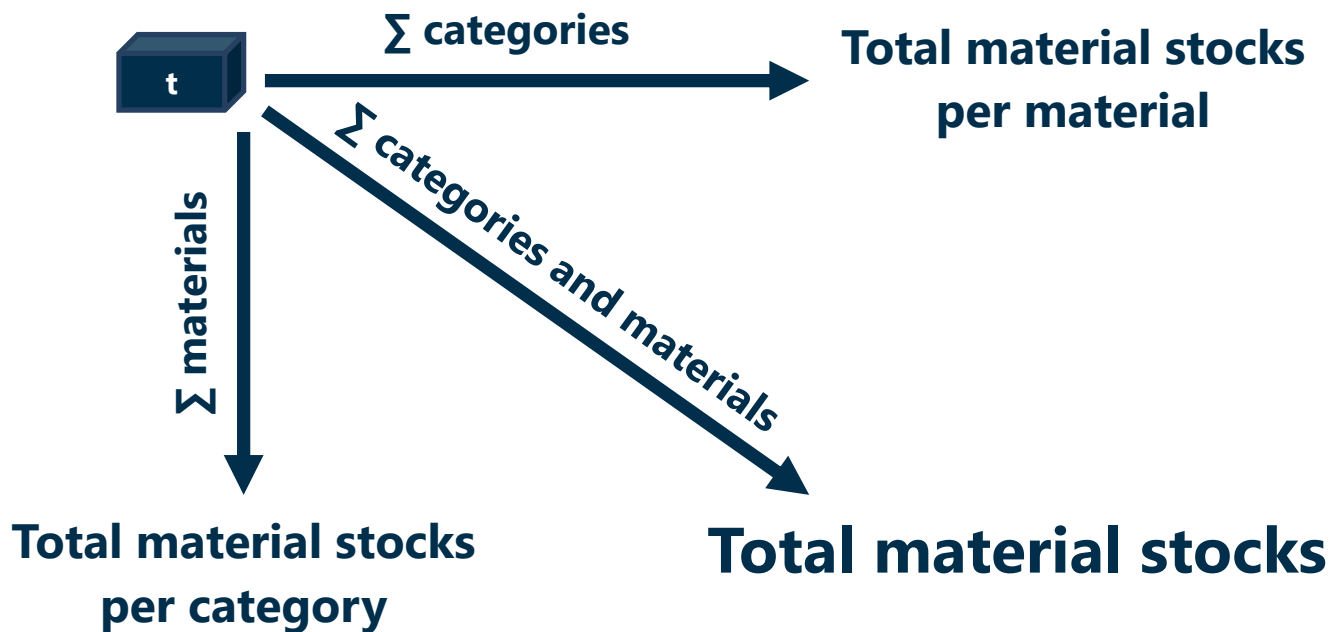 ∑ categories
Total material stocks
per material
t
∑ categories and materials
∑ materials
Total material stocks
per category
Total material stocks